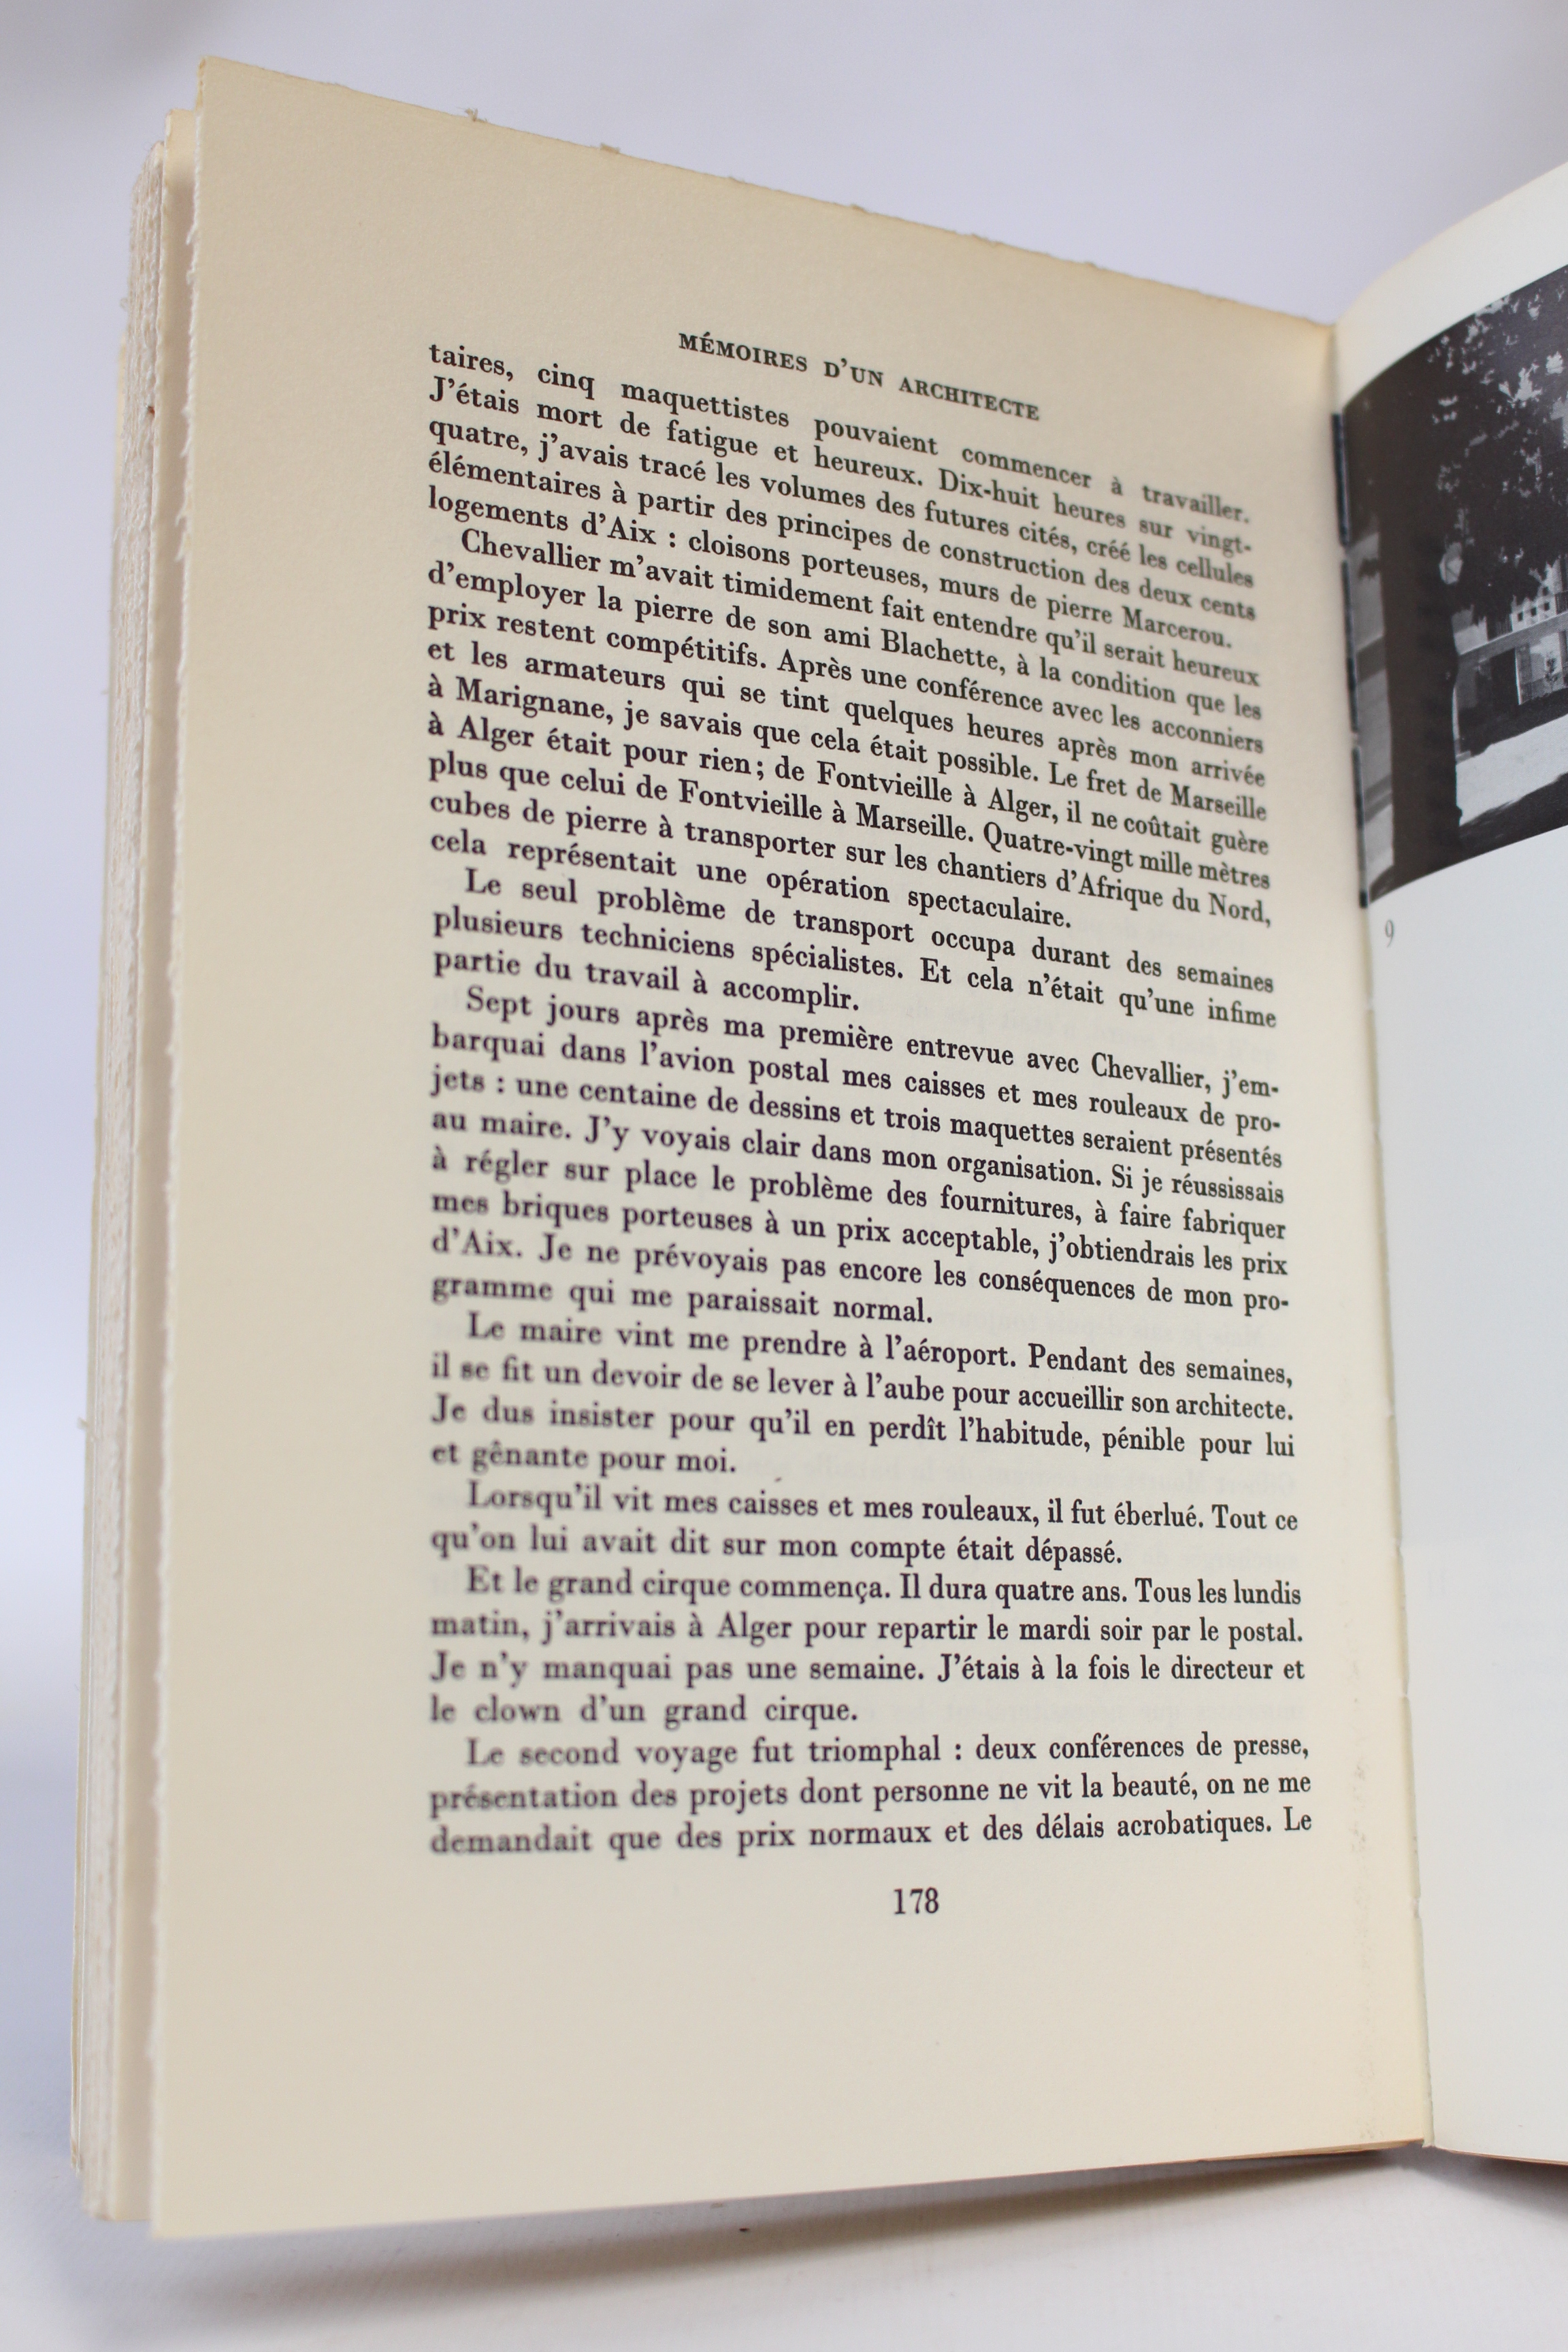 MÉMOIRES D'UN ARCHITECTE
taires, cinq maquettistes pouvaient commencer à travailler.
J'étais mort de fatigue et heureux. Dix-huit heures sur vingt-
quatre, j'avais tracé les volumes des futures cités, créé les cellules
élémentaires à partir des principes de construction des deux cents
logements d'Aix : cloisons porteuses, murs de pierre Marcerou.
Chevallier m'avait timidement fait entendre qu'il serait heureux
d'employer la pierre de son ami Blachette, à la condition que les
prix restent compétitifs. Après une conférence avec les acconniers
et les armateurs qui se tint quelques heures après mon arrivée
à Marignane, je savais que cela était possible. Le fret de Marseille
à Alger était pour rien; de Fontvieille à Alger, il ne coûtait guère
plus que celui de Fontvieille à Marseille. Quatre-vingt mille mètres
cubes de pierre à transporter sur les chantiers d'Afrique du Nord,
cela représentait une opération spectaculaire.
Le seul problème de transport occupa durant des semaines
plusieurs techniciens spécialistes. Et cela n'était qu'une infime
partie du travail à accomplir.
Sept jours après ma première entrevue avec Chevallier, j'em-
barquai dans l'avion postal mes caisses et mes rouleaux de pro-
jets : une centaine de dessins et trois maquettes seraient présentés
au maire. J'y voyais clair dans mon organisation. Si je réussissais
à régler sur place le problème des fournitures, à faire fabriquer
mes briques porteuses à un prix acceptable, j'obtiendrais les prix
d'Aix. Je ne prévoyais pas encore les conséquences de mon pro-
gramme qui me paraissait normal.
Le maire vint me prendre à l'aéroport. Pendant des semaines,
il se fit un devoir de se lever à l'aube pour accueillir son architecte.
Je dus insister pour qu'il en perdît l'habitude, pénible pour lui
et gênante pour moi.
Lorsqu'il vit mes caisses et mes rouleaux, il fut éberlué. Tout ce
qu'on lui avait dit sur mon compte était dépassé.
Et le grand cirque commença. Il dura quatre ans. Tous les lundis
matin, j'arrivais à Alger pour repartir le mardi soir par le postal.
Je n'y manquai pas une semaine. J'étais à la fois le directeur et
le clown d'un grand cirque.
Le second voyage fut triomphal : deux conférences de presse,
présentation des projets dont personne ne vit la beauté, on ne me
demandait que des prix normaux et des délais acrobatiques. Le
178
9